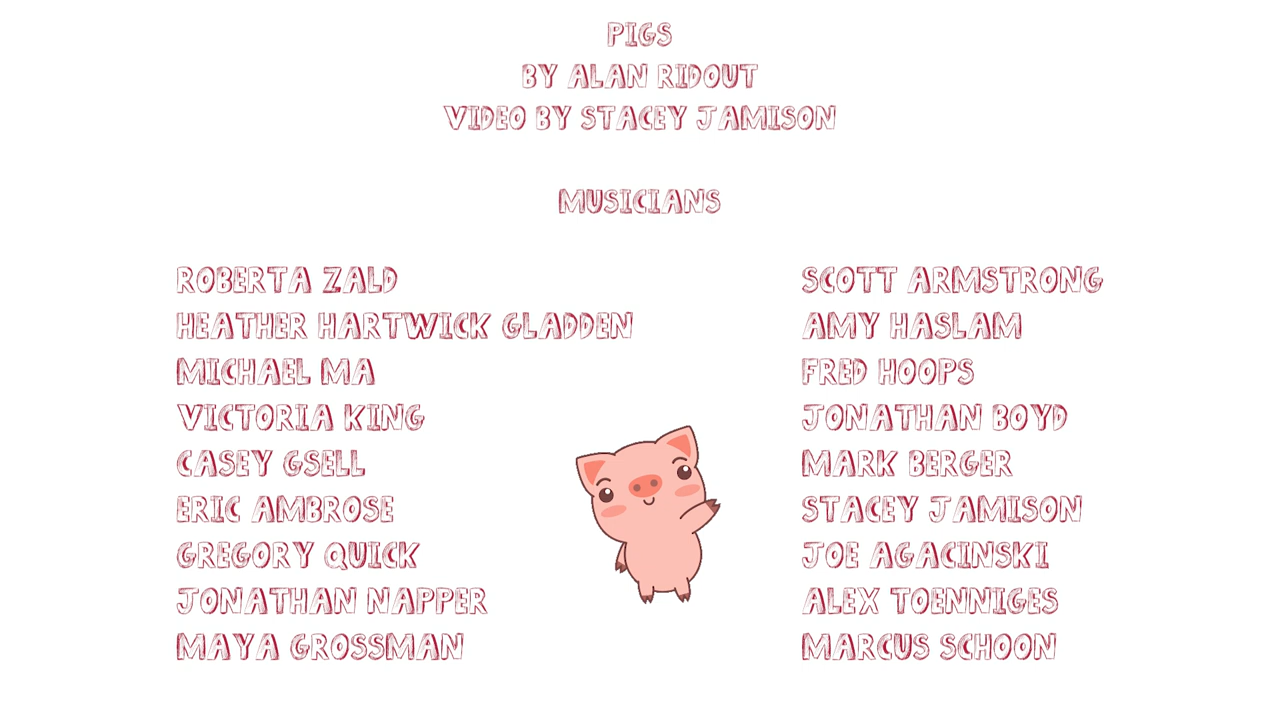 PIGS
BY ALAN RIDOUT
VIDEO BY STACEY JAMISON
MUSICIANS
ROBERTA ZALD
HEATHER HARTWICK GLADDEN
MICHAEL MA
VICTORIA KING
CASEY GSELL
ERIC AMBROSE
GREGORY QUICK
JONATHAN NAPPER
MAYA GROSSMAN
SCOTT ARMSTRONG
AMY HASLAM
FRED HOOPS
JONATHAN BOYD
MARK BERGER
STACEY JAMISON
JOE AGACINSKI
ALEX TOENNIGES
MARCUS SCHOON